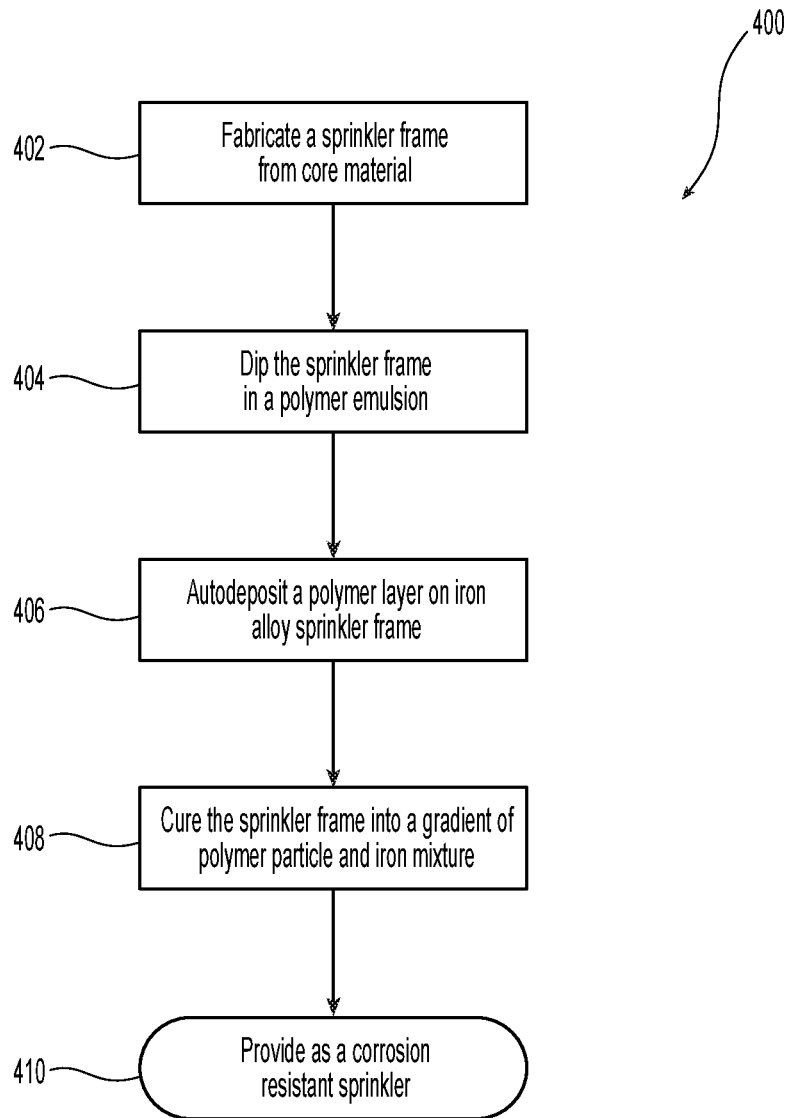 400
402
Fabricate a sprinkler frame
from core material
404
Dip the sprinkler frame
in a polymer emulsion
406
Autodeposit a polymer layer on iron
alloy sprinkler frame
408
Cure the sprinkler frame into a gradient of
polymer particle and iron mixture
410
Provide as a corrosion
resistant sprinkler